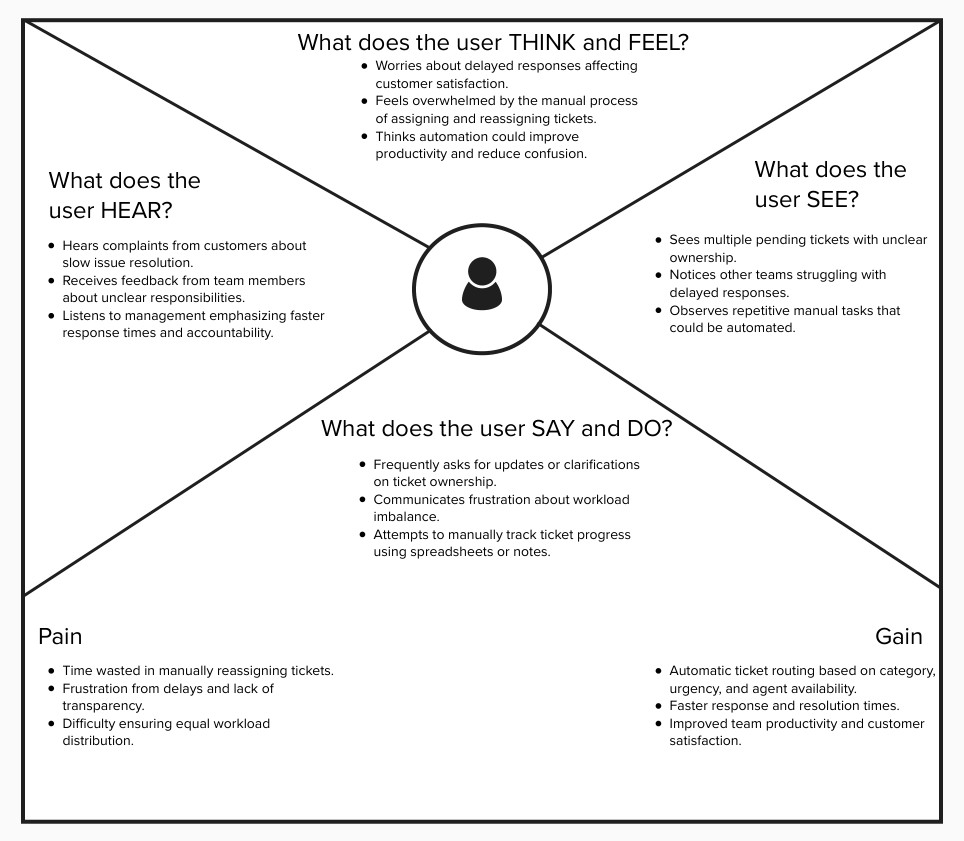 What does the user THINK and FEEL?
● Worries about delayed responses affecting
customer satisfaction.
● Feels overwhelmed by the manual process
of assigning and reassigning tickets.
● Thinks automation could improve
productivity and reduce confusion.
What does the
user HEAR?
● Hears complaints from customers about
slow issue resolution.
● Receives feedback from team members
about unclear responsibilities.
● Listens to management emphasizing faster
response times and accountability.
What does the
user SEE?
● Sees multiple pending tickets with unclear
ownership.
● Notices other teams struggling with
delayed responses.
● Observes repetitive manual tasks that
could be automated.
What does the user SAY and DO?
● Frequently asks for updates or clarifications
on ticket ownership.
● Communicates frustration about workload
imbalance.
● Attempts to manually track ticket progress
using spreadsheets or notes.
Pain
● Time wasted in manually reassigning tickets.
● Frustration from delays and lack of
transparency.
● Difficulty ensuring equal workload
distribution.
Gain
● Automatic ticket routing based on category,
urgency, and agent availability.
● Faster response and resolution times.
● Improved team productivity and customer
satisfaction.